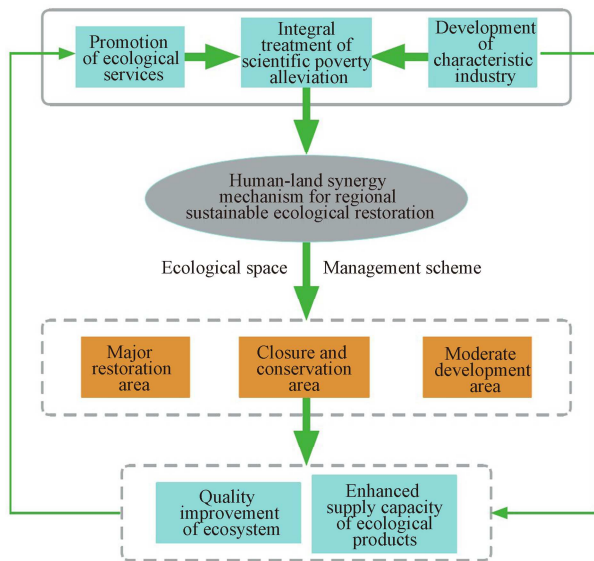 Promotion
of ecological
services
Integral
treatment of
scientific poverty
alleviation
Development
of
characteristic
industry
Human-land synergy
mechanism for regional
sustainable ecological restoration
Ecological space
Management scheme
Major
restoration
area
Closure and
conservation
area
Moderate
development
area
Quality
improvement
of ecosystem
Enhanced
supply capacity
of ecological
products